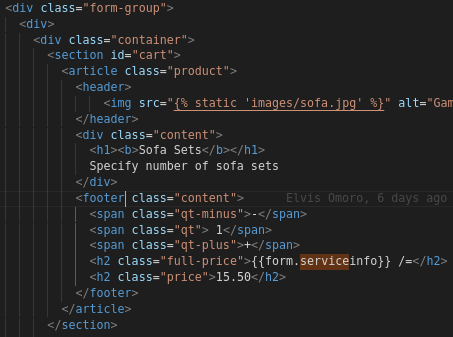 <div class="form-group">
<div>
<div class="container">
<section id="cart">
<article class="product">
<header>
<img src="{% static 'images/sofa.jpg' %}" alt="Gam
</header>
<div class="content">
<h1><b>Sofa Sets</b></h1>
Specify number of sofa sets
</div>
<footer class="content"> Elvis Omoro, 6 days ago
<span class="qt-minus">-</span>
<span class="qt"> 1</span>
<span class="qt-plus">+</span>
<h2 class="full-price">{{form.serviceinfo}} /=</h2>
<h2 class="price">15.50</h2>
</footer>
</article>
</section>